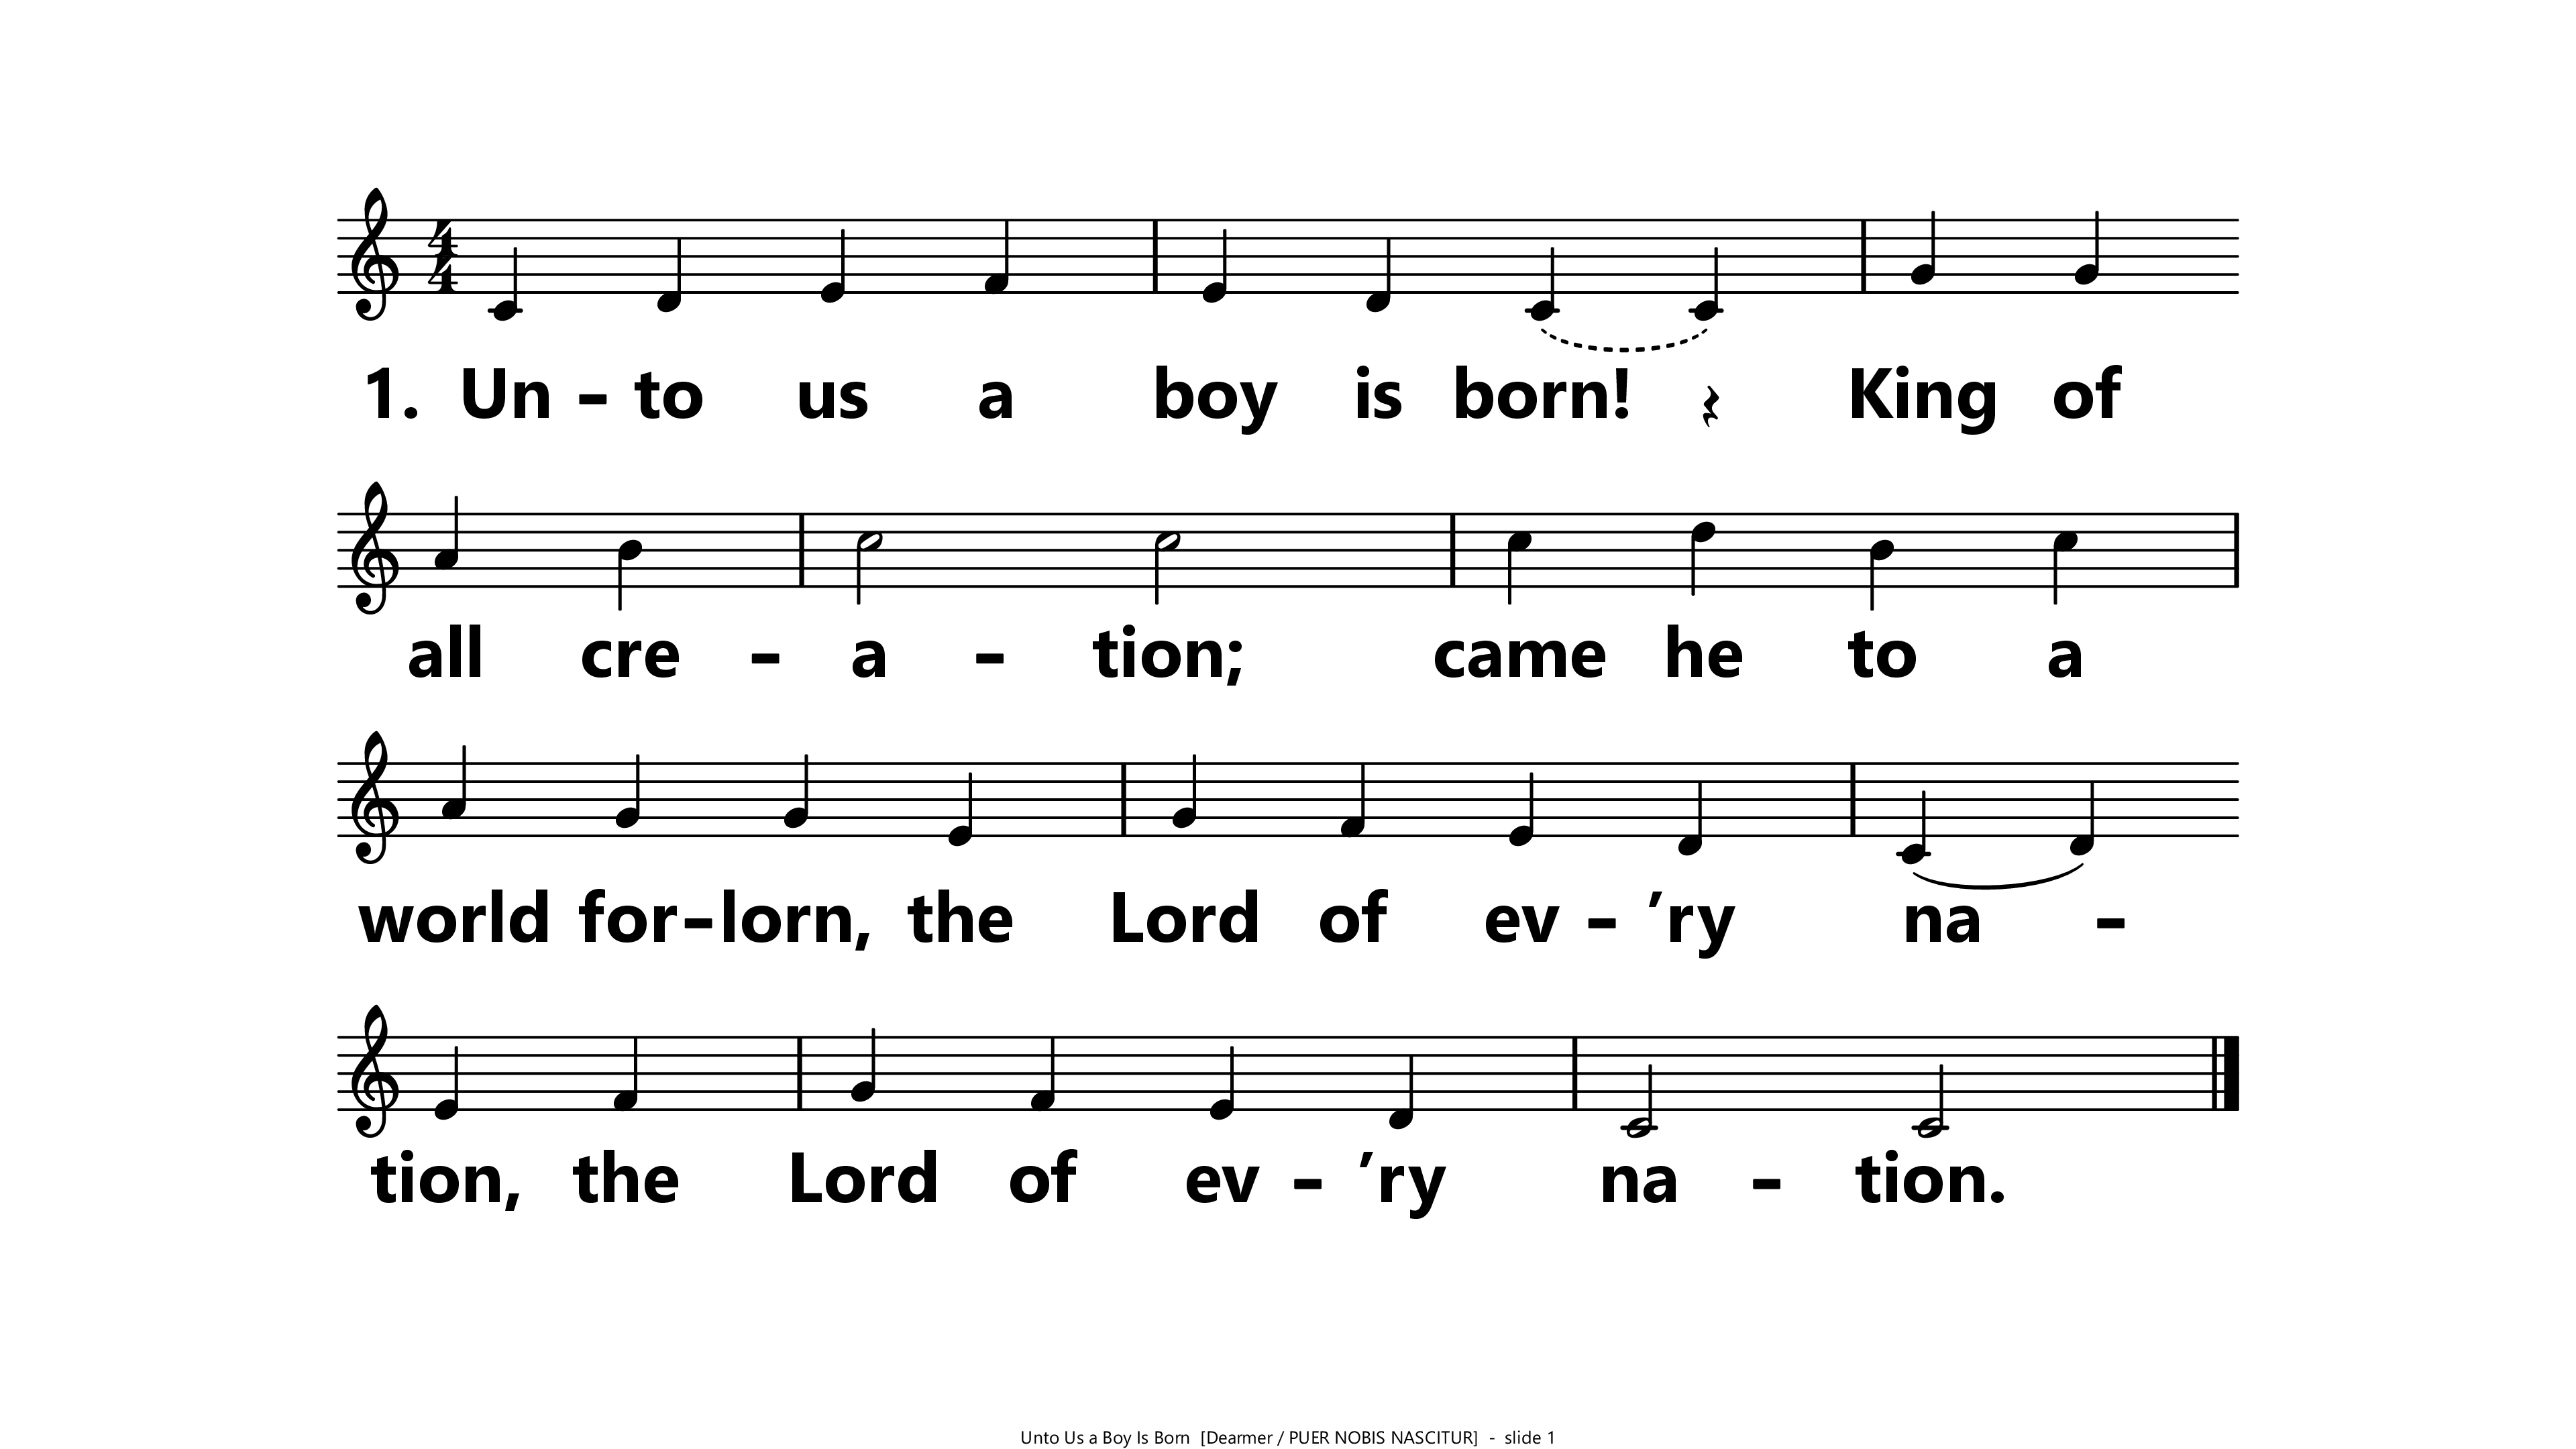 1. Un - to us a boy is born! King of
all cre - a - tion; came he to a
world for-lorn, the Lord of ev - ’ry na -
tion, the Lord of ev - ’ry na - tion.
Unto Us a Boy Is Born [Dearmer / PUER NOBIS NASCITUR] - slide 1